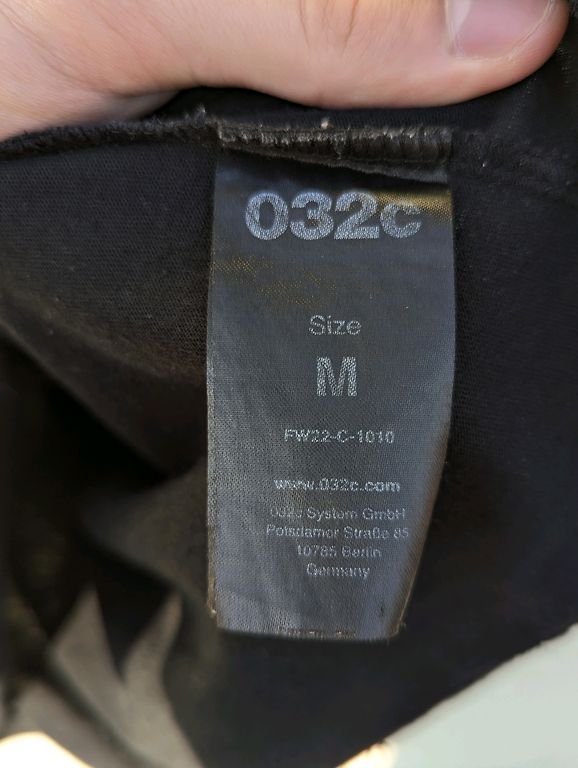 032c
Size
M
FW22-C-1010
www.032c.com
032c System GmbH
Potsdamer Straße 85
10785 Berlin
Germany